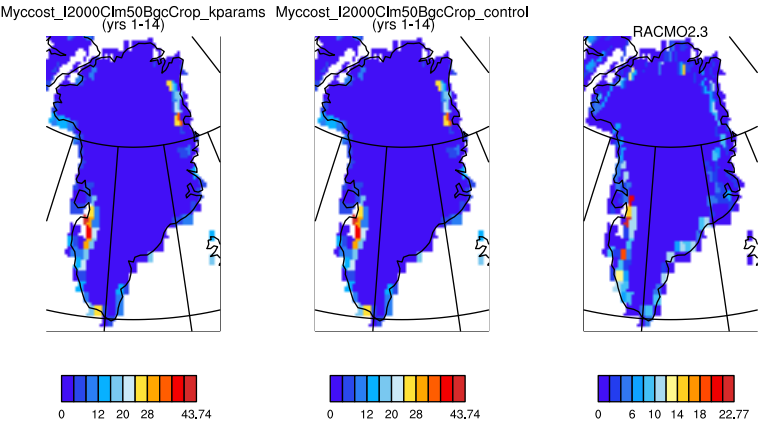 Myccost_I2000Clm50BgcCrop_kparams
(yrs 1-14)
Myccost_I2000Clm50BgcCrop_control
(yrs 1-14)
RACMO2.3
0 12 20 28 43.74
0 12 20 28 43.74
0 6 10 14 18 22.77